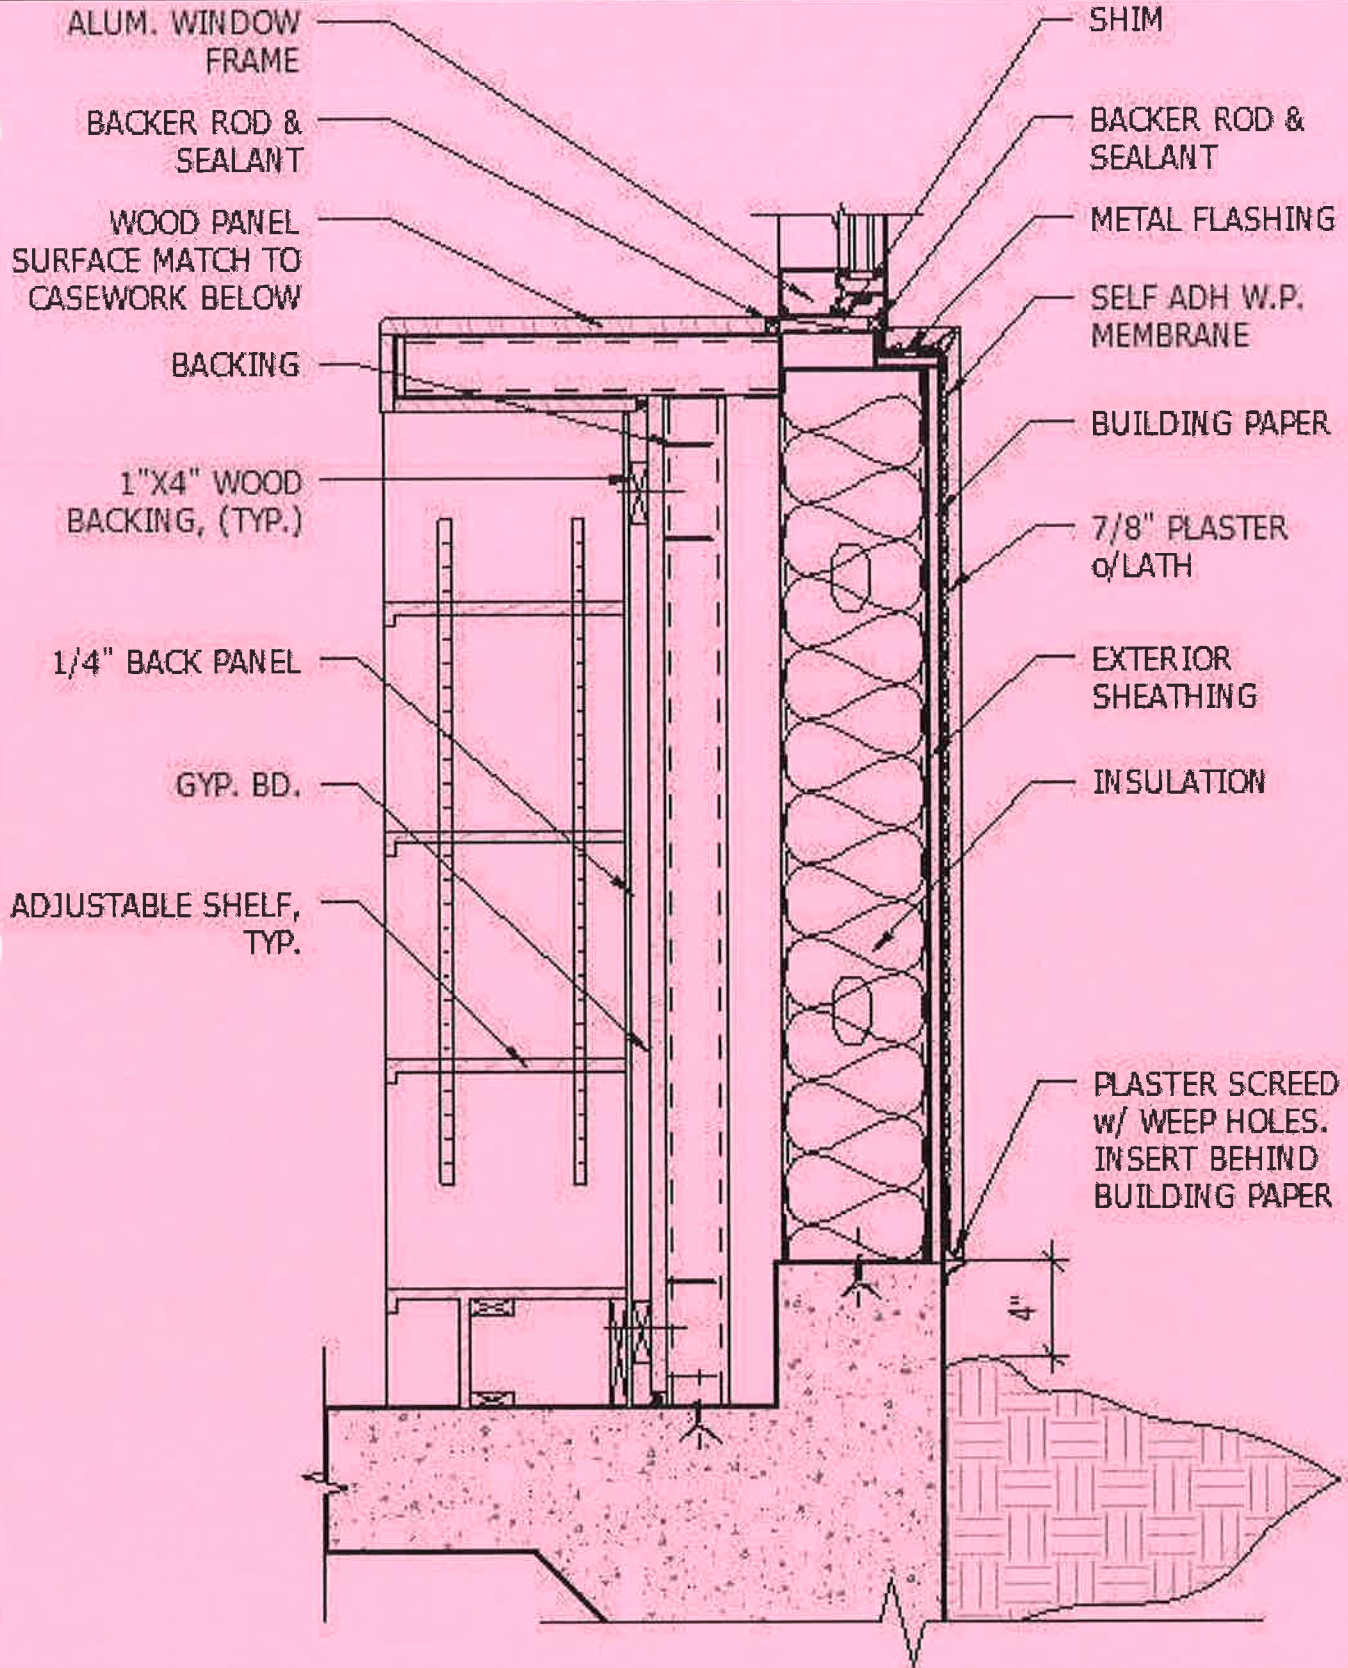 ALUM. WINDOW
FRAME
BACKER ROD &
SEALANT
WOOD PANEL
SURFACE MATCH TO
CASEWORK BELOW
BACKING
1"X4" WOOD
BACKING, (TYP.)
1/4" BACK PANEL
GYP. BD.
ADJUSTABLE SHELF,
TYP.
SHIM
BACKER ROD &
SEALANT
METAL FLASHING
SELF ADH W.P.
MEMBRANE
BUILDING PAPER
7/8" PLASTER
o/LATH
EXTERIOR
SHEATHING
INSULATION
PLASTER SCREED
w/ WEEP HOLES.
INSERT BEHIND
BUILDING PAPER
4"